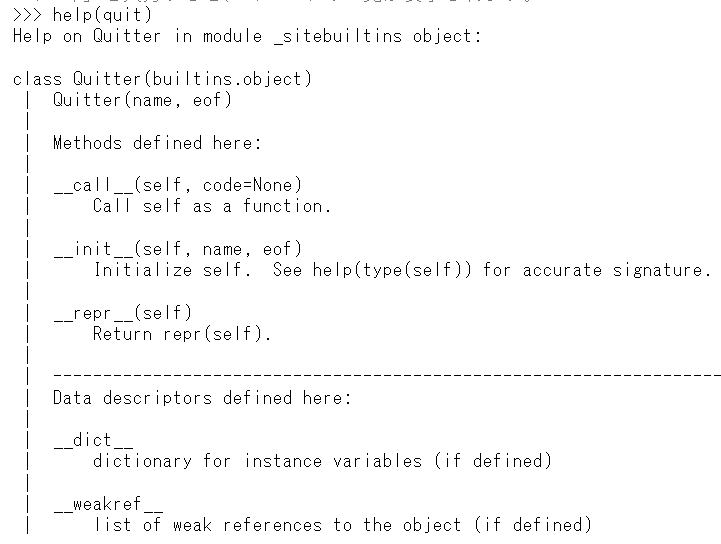 >>> help(quit)
Help on Quitter in module _sitebuiltins object:

class Quitter(builtins.object)
 |  Quitter(name, eof)
 |
 |  Methods defined here:
 |
 |  __call__(self, code=None)
 |      Call self as a function.
 |
 |  __init__(self, name, eof)
 |      Initialize self.  See help(type(self)) for accurate signature.
 |
 |  __repr__(self)
 |      Return repr(self).
 |
 |  ----------------------------------------------------------------------
 |  Data descriptors defined here:
 |
 |  __dict__
 |      dictionary for instance variables (if defined)
 |
 |  __weakref__
 |      list of weak references to the object (if defined)